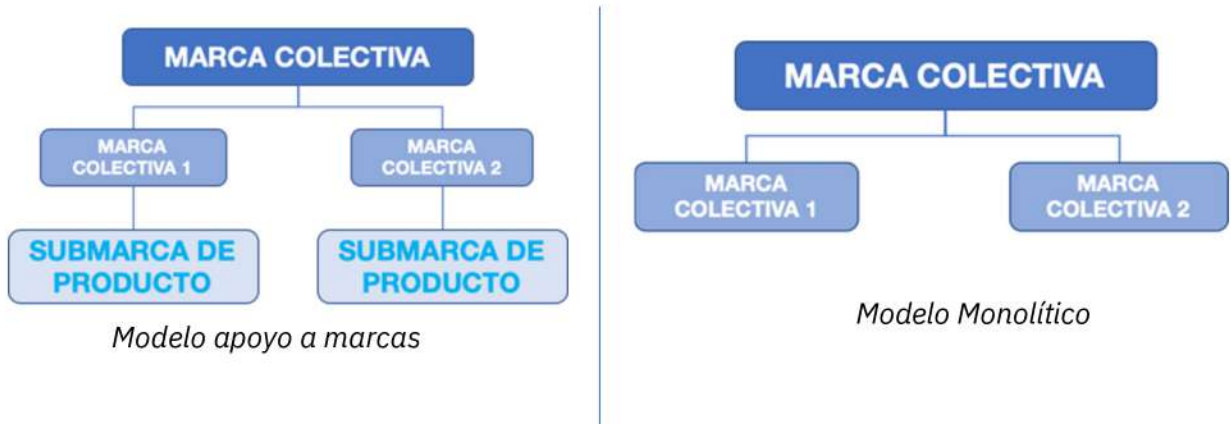 MARCA COLECTIVA
MARCA
COLECTIVA 1
MARCA
COLECTIVA 2
SUBMARCA DE
PRODUCTO
SUBMARCA DE
PRODUCTO
Modelo apoyo a marcas
MARCA COLECTIVA
MARCA
COLECTIVA 1
MARCA
COLECTIVA 2
Modelo Monolítico